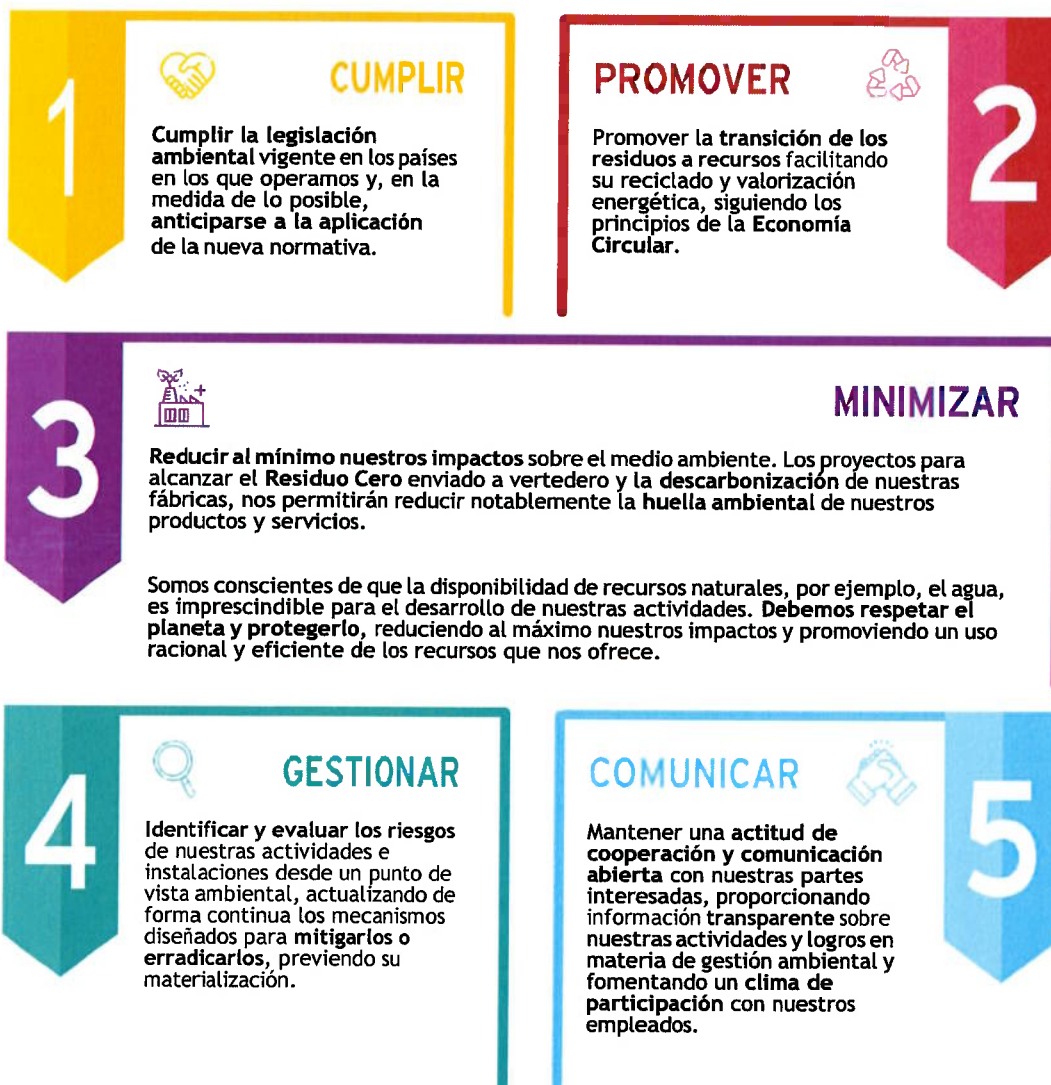 1
CUMPLIR
Cumplir la legislación
ambiental vigente en los países
en los que operamos y, en la
medida de lo posible,
anticiparse a la aplicación
de la nueva normativa.
PROMOVER
2
Promover la transición de los
residuos a recursos facilitando
su reciclado y valorización
energética, siguiendo los
principios de la Economía
Circular.
3
MINIMIZAR
Reducir al mínimo nuestros impactos sobre el medio ambiente. Los proyectos para
alcanzar el Residuo Cero enviado a vertedero y la descarbonización de nuestras
fábricas, nos permitirán reducir notablemente la huella ambiental de nuestros
productos y servicios.
Somos conscientes de que la disponibilidad de recursos naturales, por ejemplo, el agua,
es imprescindible para el desarrollo de nuestras actividades. Debemos respetar el
planeta y protegerlo, reduciendo al máximo nuestros impactos y promoviendo un uso
racional y eficiente de los recursos que nos ofrece.
4
GESTIONAR
Identificar y evaluar los riesgos
de nuestras actividades e
instalaciones desde un punto de
vista ambiental, actualizando de
forma continua los mecanismos
diseñados para mitigarlos o
erradicarlos, previendo su
materialización.
COMUNICAR
5
Mantener una actitud de
cooperación y comunicación
abierta con nuestras partes
interesadas, proporcionando
información transparente sobre
nuestras actividades y logros en
materia de gestión ambiental y
fomentando un clima de
participación con nuestros
empleados.